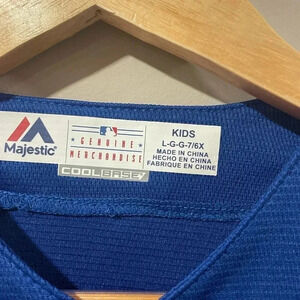 Majestic
GENUINE
MERCHANDISE
COOLBASE
KIDS
L-G-G-7/6X
MADE IN CHINA
HECHO EN CHINA
FABRIQUE EN CHINE